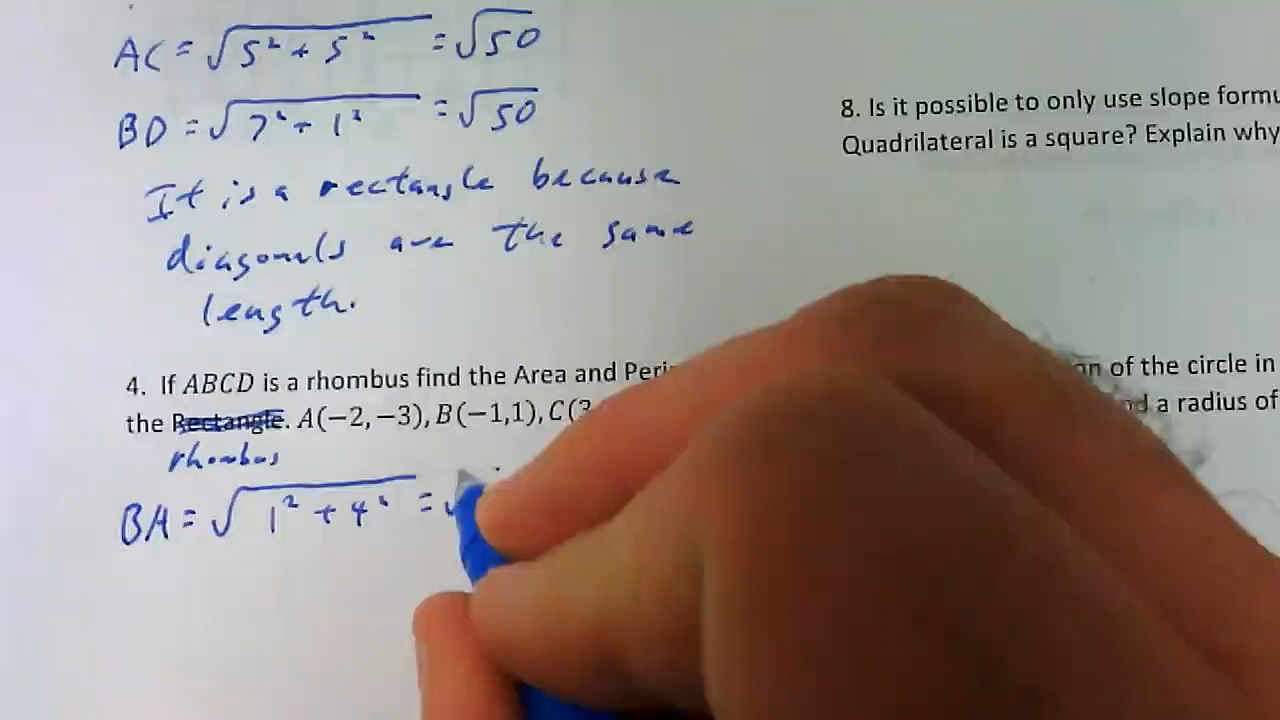 AC = √5² + 5² = √50
BD = √7² + 1² = √50
It is a rectangle because
diagonals are the same
length.
8. Is it possible to only use slope
Quadrilateral is a square? Explain why
4. If ABCD is a rhombus find the Area and
the Rectangle. A(−2, −3), B(−1,1), C(3
rhombus
BA = √1² + 4² = √
of the circle in
a radius of